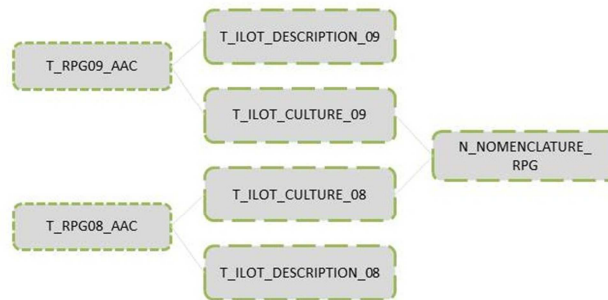 T_ILOT_DESCRIPTION_09
T_RPG09_AAC
T_ILOT_CULTURE_09
N_NOMENCLATURE_
RPG
T_ILOT_CULTURE_08
T_RPG08_AAC
T_ILOT_DESCRIPTION_08